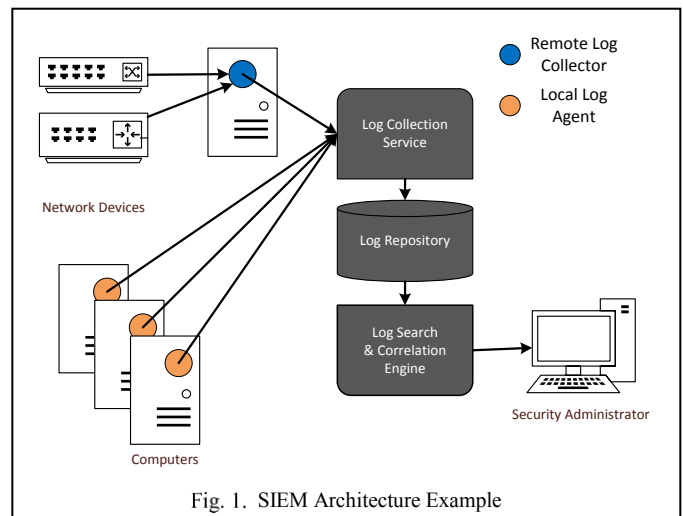 Remote Log
Collector
Local Log
Agent
Log Collection
Service
Network Devices
Log Repository
Log Search
& Correlation
Engine
Security Administrator
Computers
Fig. 1. SIEM Architecture Example